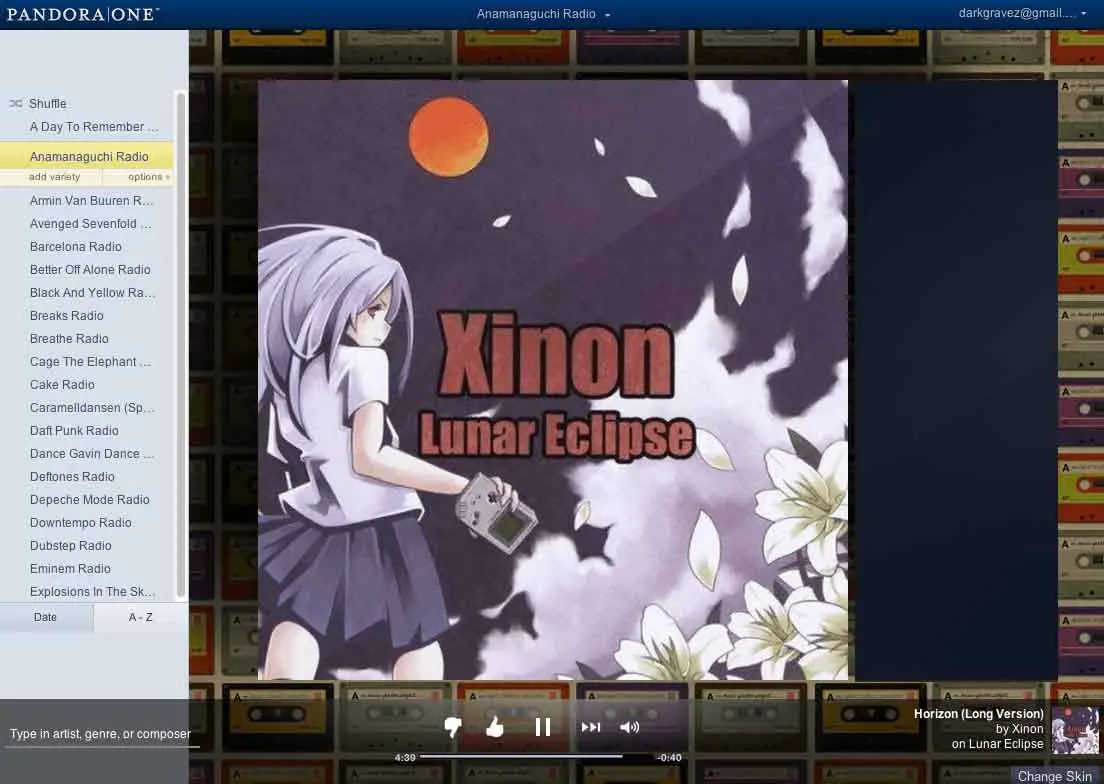 PANDORA|ONE™
Anamanaguchi Radio
darkgravez@gmail....
Shuffle
A Day To Remember ...
Anamanaguchi Radio
add variety
options
Armin Van Buuren R...
Avenged Sevenfold ...
Barcelona Radio
Better Off Alone Radio
Black And Yellow Ra...
Breaks Radio
Breathe Radio
Cage The Elephant ...
Cake Radio
Caramelldansen (Sp...
Daft Punk Radio
Dance Gavin Dance ...
Deftones Radio
Depeche Mode Radio
Downtempo Radio
Dubstep Radio
Eminem Radio
Explosions In The Sk...
Date
A - Z
Xinon
Lunar Eclipse
Type in artist, genre, or composer
4:39
-0:40
Horizon (Long Version)
by Xinon
on Lunar Eclipse
Change Skin